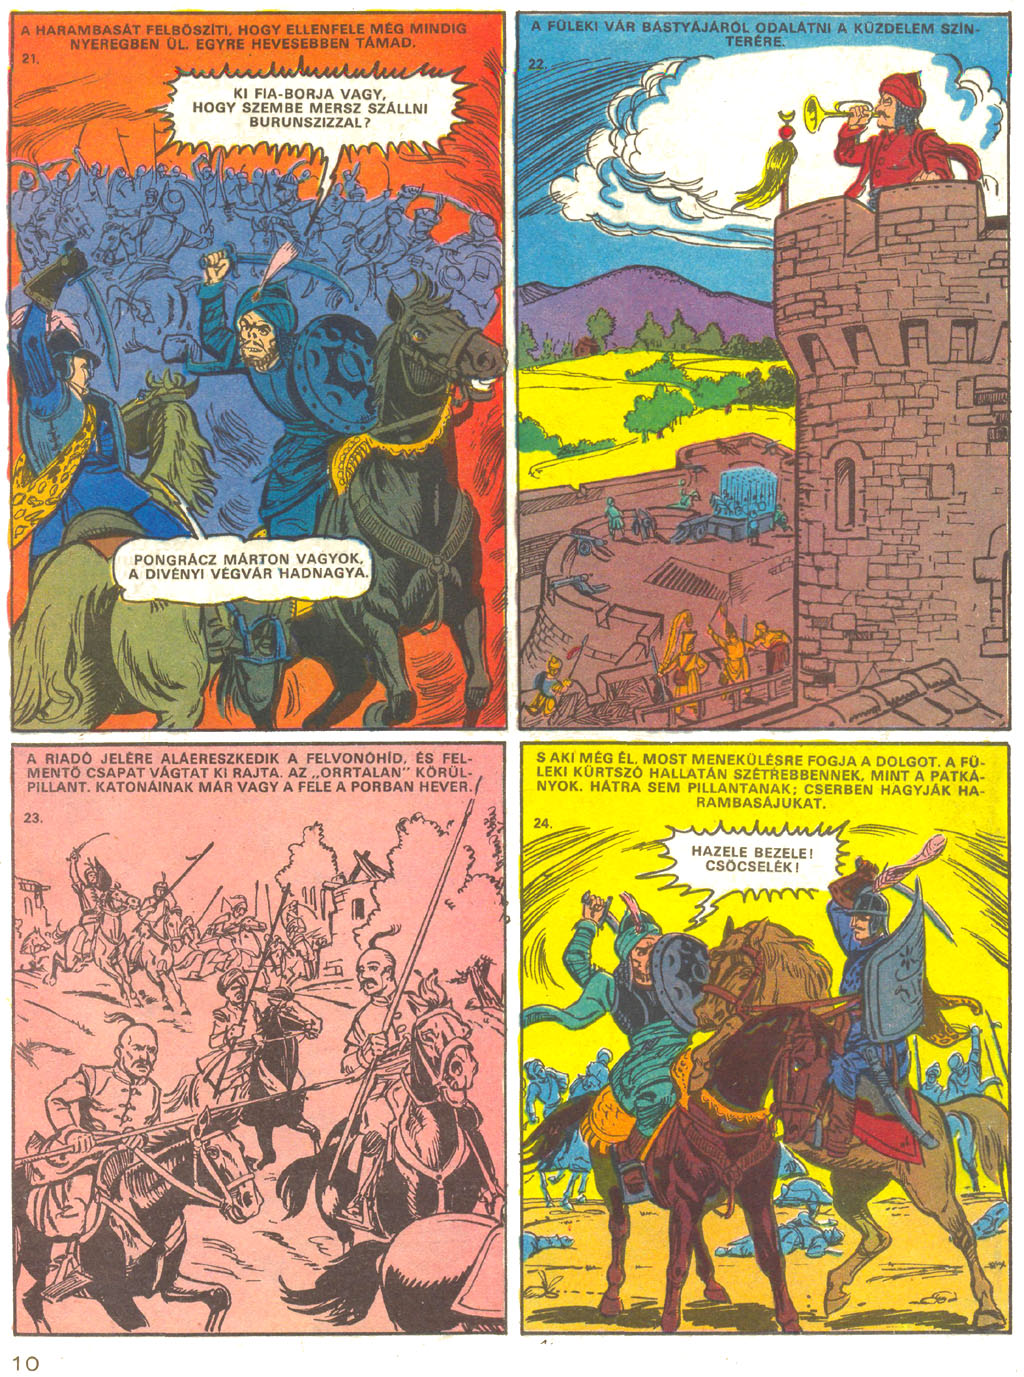 A HARAMBASÁT FELBŐSZÍTI, HOGY ELLENFELE MÉG MINDIG
NYEREGBEN ÜL. EGYRE HEVESEBBEN TÁMAD.
21.
KI FIA-BORJA VAGY,
HOGY SZEMBE MERSZ SZÁLLNI
BURUNSZIZZAL?
PONGRÁCZ MÁRTON VAGYOK,
A DIVÉNYI VÉGVÁR HADNAGYA.
A FÜLEKI VÁR BÁSTYÁJÁRÓL ODALÁTNI A KÜZDELEM SZÍN-
TERÉRE.
22.
A RIADÓ JELÉRE ALÁERESZKEDIK A FELVONÓHÍD, ÉS FEL-
MENTŐ CSAPAT VÁGTAT KI RAJTA. AZ „ORRTALAN" KÖRÜL-
PILLANT. KATONÁINAK MÁR VAGY A FELE A PORBAN HEVER.
23.
S AKI MÉG ÉL, MOST MENEKÜLÉSRE FOGJA A DOLGOT. A FÜ-
LEKI KÜRTSZÓ HALLATÁN SZÉTREBBENNEK, MINT A PATKÁ-
NYOK. HÁTRA SEM PILLANTANAK; CSERBEN HAGYJÁK HA-
RAMBASÁJUKAT.
24.
HAZELE BEZELE!
CSŐCSELÉK!
10